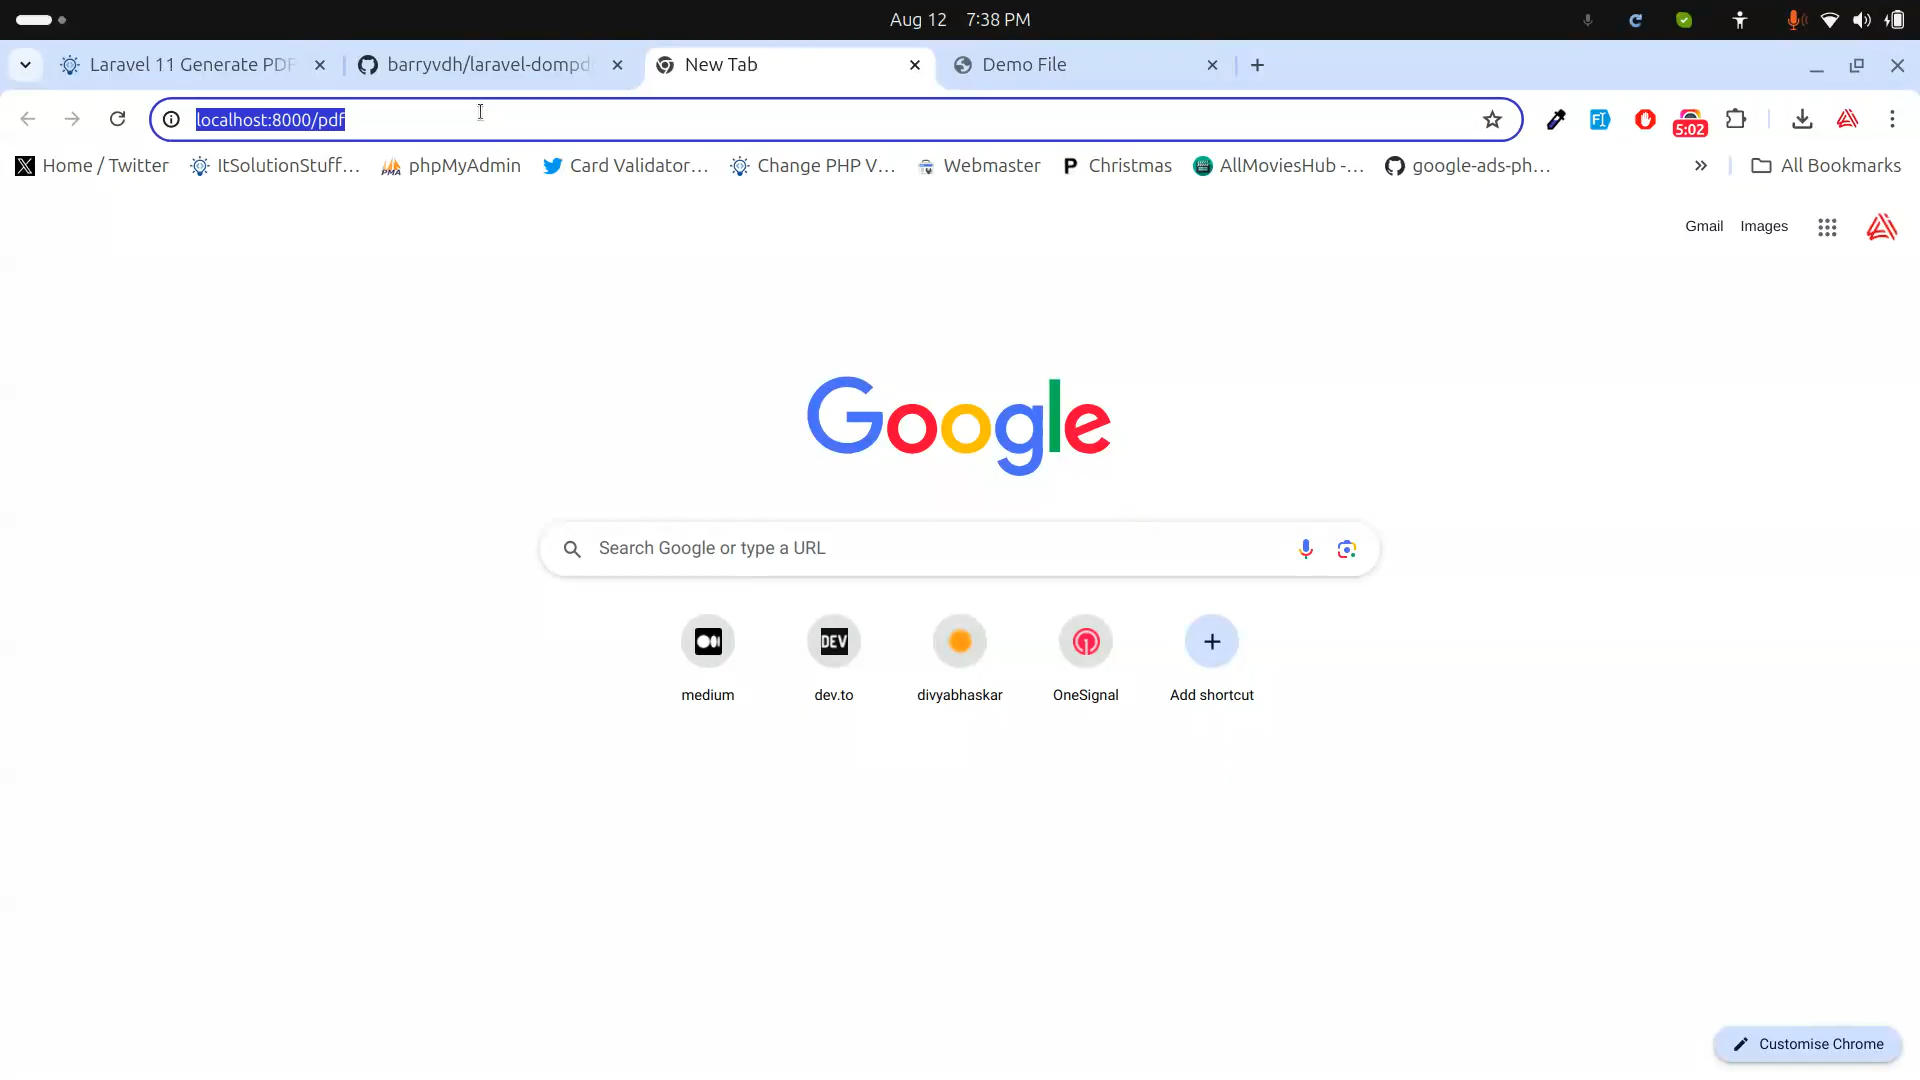 Aug 12 7:38 PM
Laravel 11 Generate PDF
barryvdh/laravel-dompd
New Tab
Demo File
localhost:8000/pdf
5:02
Home / Twitter
ItSolutionStuff...
phpMyAdmin
Card Validator...
Change PHP V...
Webmaster
Christmas
AllMoviesHub -...
google-ads-ph...
All Bookmarks
Gmail
Images
Google
Search Google or type a URL
DEV
medium
dev.to
divyabhaskar
OneSignal
Add shortcut
Customise Chrome